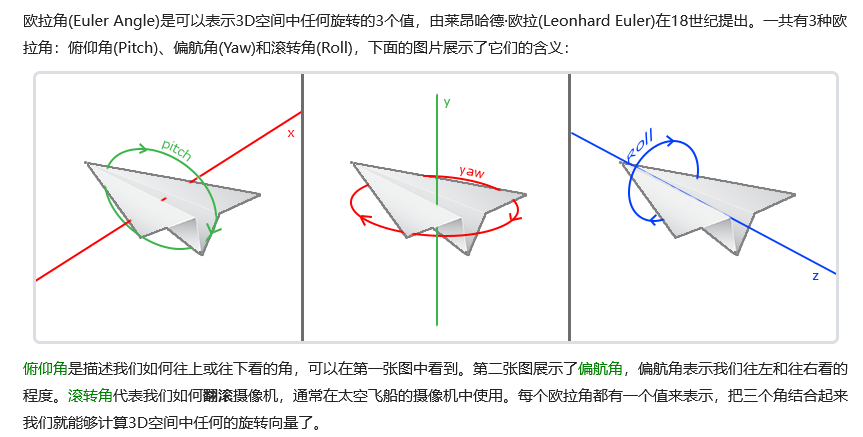 欧拉角(Euler Angle)是可以表示3D空间中任何旋转的3个值，由莱昂哈德·欧拉(Leonhard Euler)在18世纪提出。一共有3种欧
拉角：俯仰角(Pitch)、偏航角(Yaw)和滚转角(Roll)，下面的图片展示了它们的含义：
pitch
x
y
yaw
Roll
z
俯仰角是描述我们如何往上或往下看的角，可以在第一张图中看到。第二张图展示了偏航角，偏航角表示我们往左和往右看的
程度。滚转角代表我们如何翻滚摄像机，通常在太空飞船的摄像机中使用。每个欧拉角都有一个值来表示，把三个角结合起来
我们就能够计算3D空间中任何的旋转向量了。